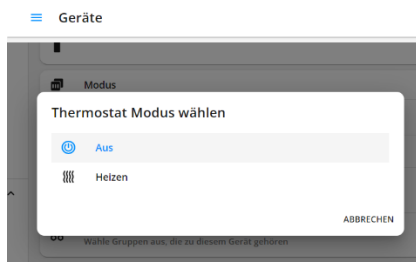 Geräte
Modus
Thermostat Modus wählen
Aus
Heizen
ABBRECHEN
Wähle Gruppen aus, die zu diesem Gerät gehören